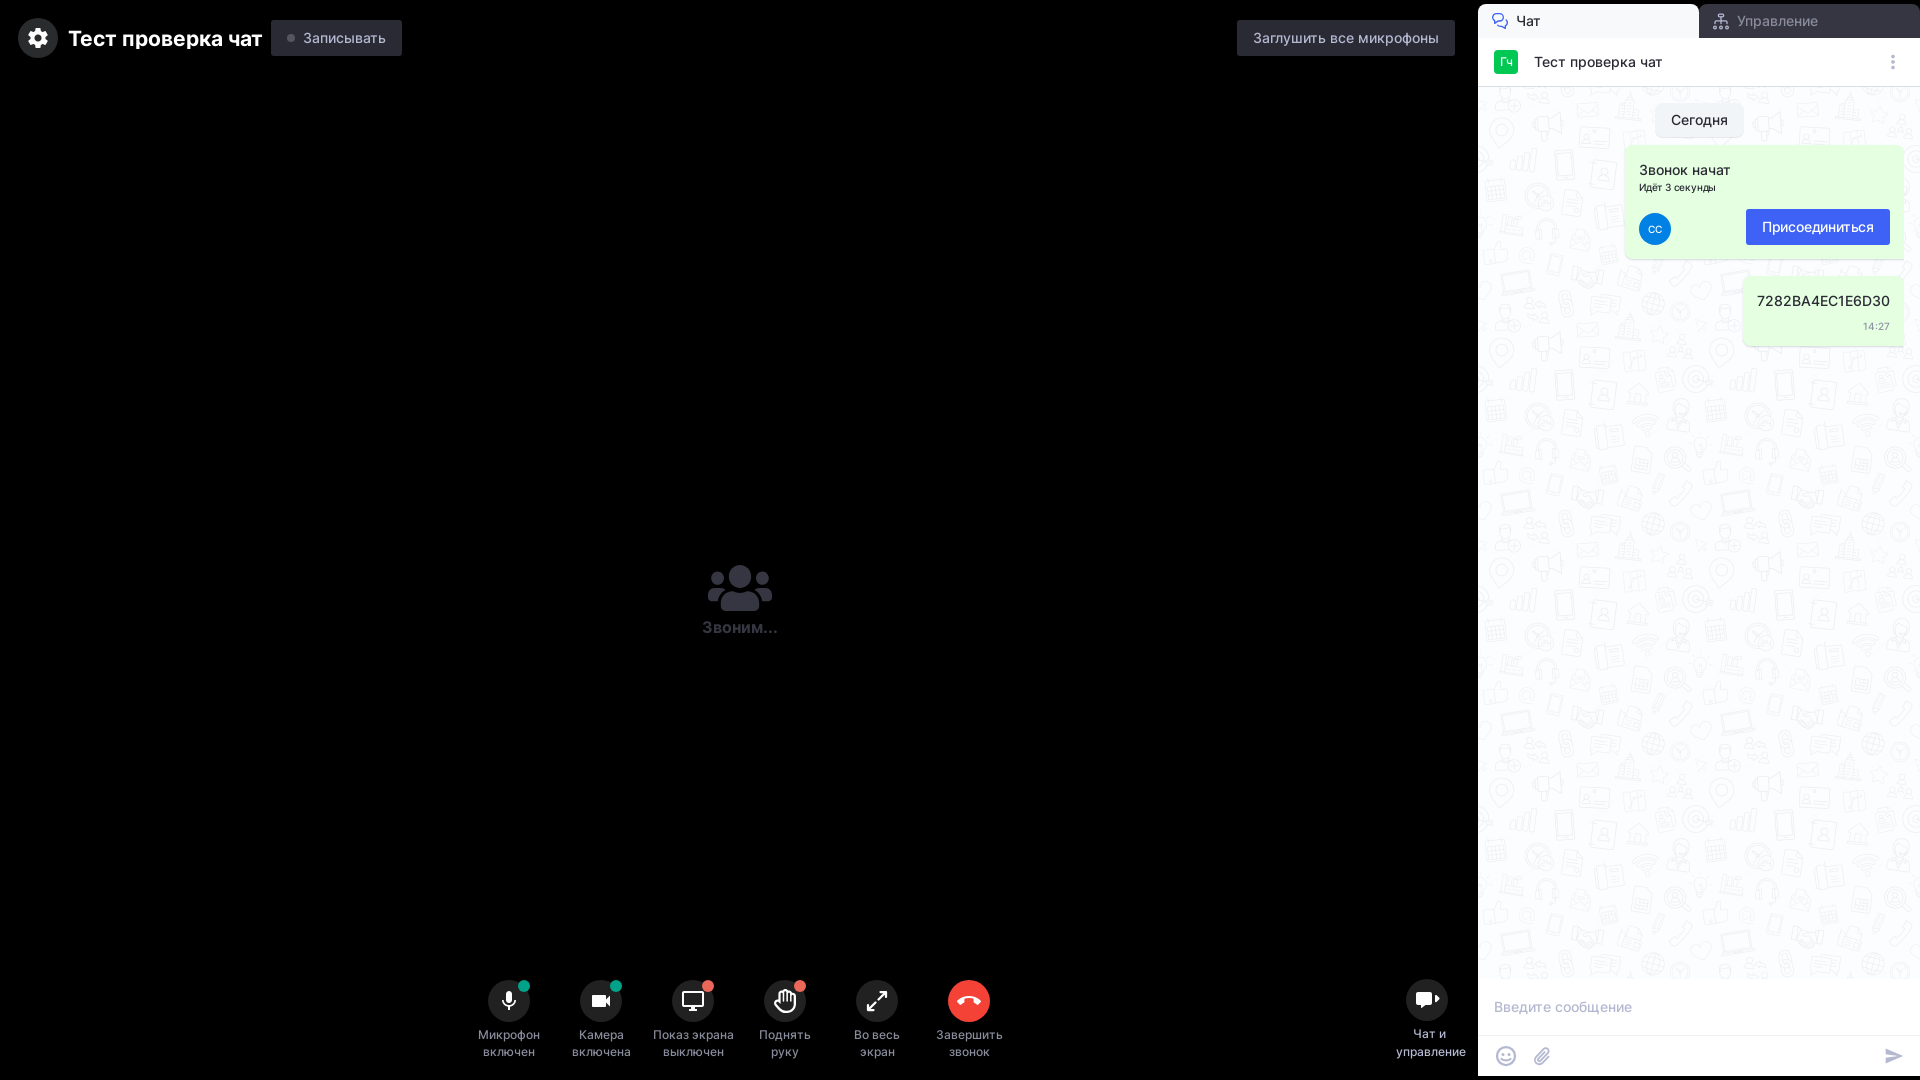 Тест проверка чат
Записывать
Заглушить все микрофоны
Чат
Управление
Гч
Тест проверка чат
Сегодня
Звонок начат
Идёт 3 секунды
СС
Присоединиться
7282BA4EC1E6D30
14:27
Звоним...
Микрофон
включен
Камера
включена
Показ экрана
выключен
Поднять
руку
Во весь
экран
Завершить
звонок
Чат и
управление
Введите сообщение